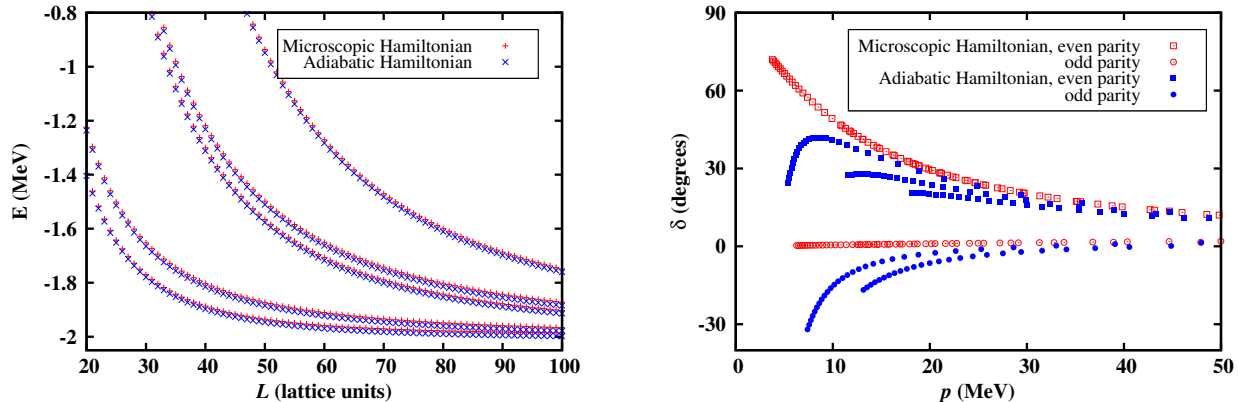 -0.8
-1
-1.2
-1.4
-1.6
-1.8
-2
E (MeV)
20 30 40 50 60 70 80 90 100
L (lattice units)
Microscopic Hamiltonian
Adiabatic Hamiltonian
90
60
30
0
-30
δ (degrees)
0 10 20 30 40 50
p (MeV)
Microscopic Hamiltonian, even parity
odd parity
Adiabatic Hamiltonian, even parity
odd parity